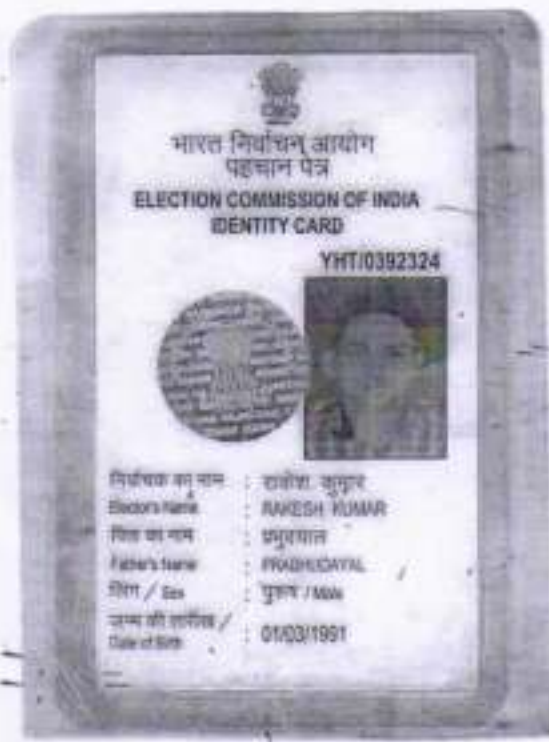 भारत निर्वाचन आयोग
पहचान पत्र
ELECTION COMMISSION OF INDIA
IDENTITY CARD
YHT/0392324
निर्वाचक का नाम : राकेश कुमार
Elector's Name : RAKESH KUMAR
पिता का नाम : प्रभुदयाल
Father's Name : PRABHUDAYAL
लिंग / Sex : पुरूष / Male
जन्म की तारीख /
Date of Birth : 01/03/1991